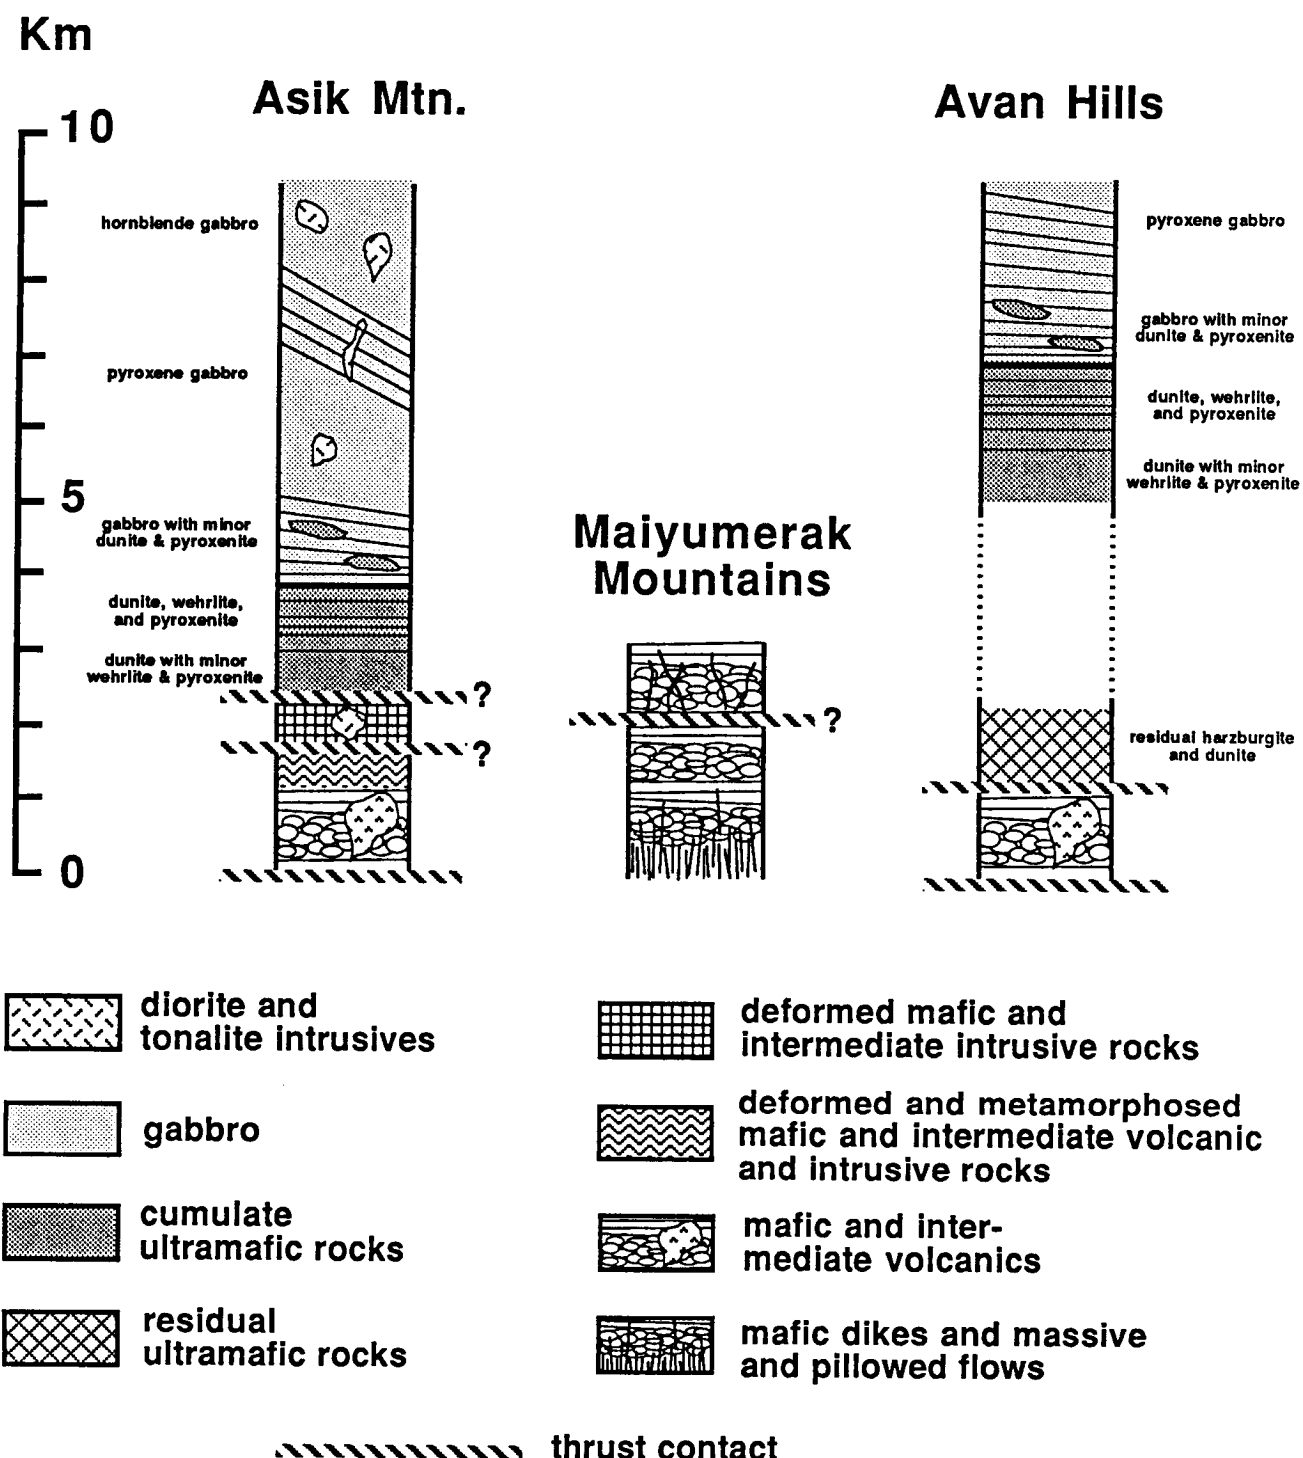 Km
Asik Mtn.
Avan Hills
10
hornblende gabbro
pyroxene gabbro
pyroxene gabbro
gabbro with minor
dunite & pyroxenite
dunite, wehrlite,
and pyroxenite
dunite with minor
wehrlite & pyroxenite
5
gabbro with minor
dunite & pyroxenite
Maiyumerak
Mountains
dunite, wehrlite,
and pyroxenite
dunite with minor
wehrlite & pyroxenite
?
?
?
residual harzburgite
and dunite
0
diorite and
tonalite intrusives
gabbro
cumulate
ultramafic rocks
residual
ultramafic rocks
deformed mafic and
intermediate intrusive rocks
deformed and metamorphosed
mafic and intermediate volcanic
and intrusive rocks
mafic and inter-
mediate volcanics
mafic dikes and massive
and pillowed flows
thrust contact